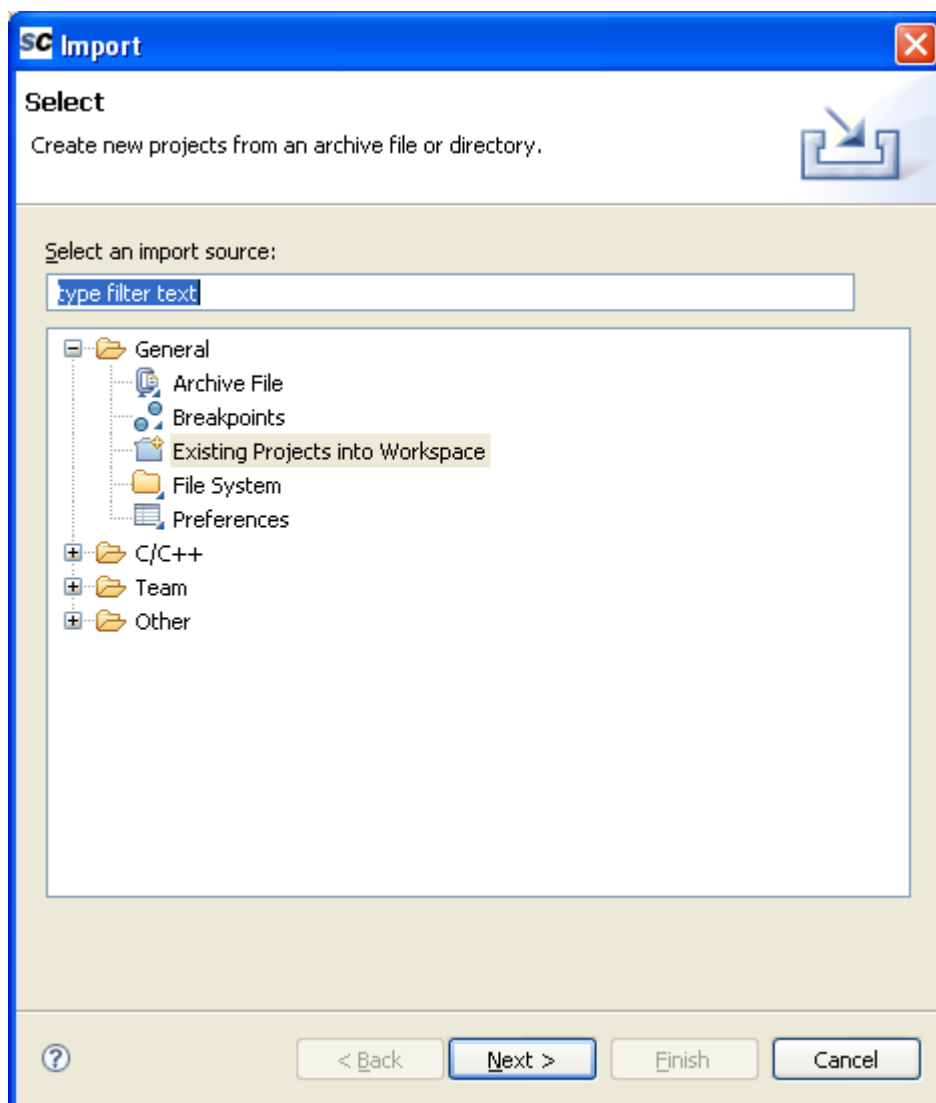 SC Import
Select
Create new projects from an archive file or directory.
Select an import source:
type filter text
General
Archive File
Breakpoints
Existing Projects into Workspace
File System
Preferences
C/C++
Team
Other
? < Back Next > Finish Cancel